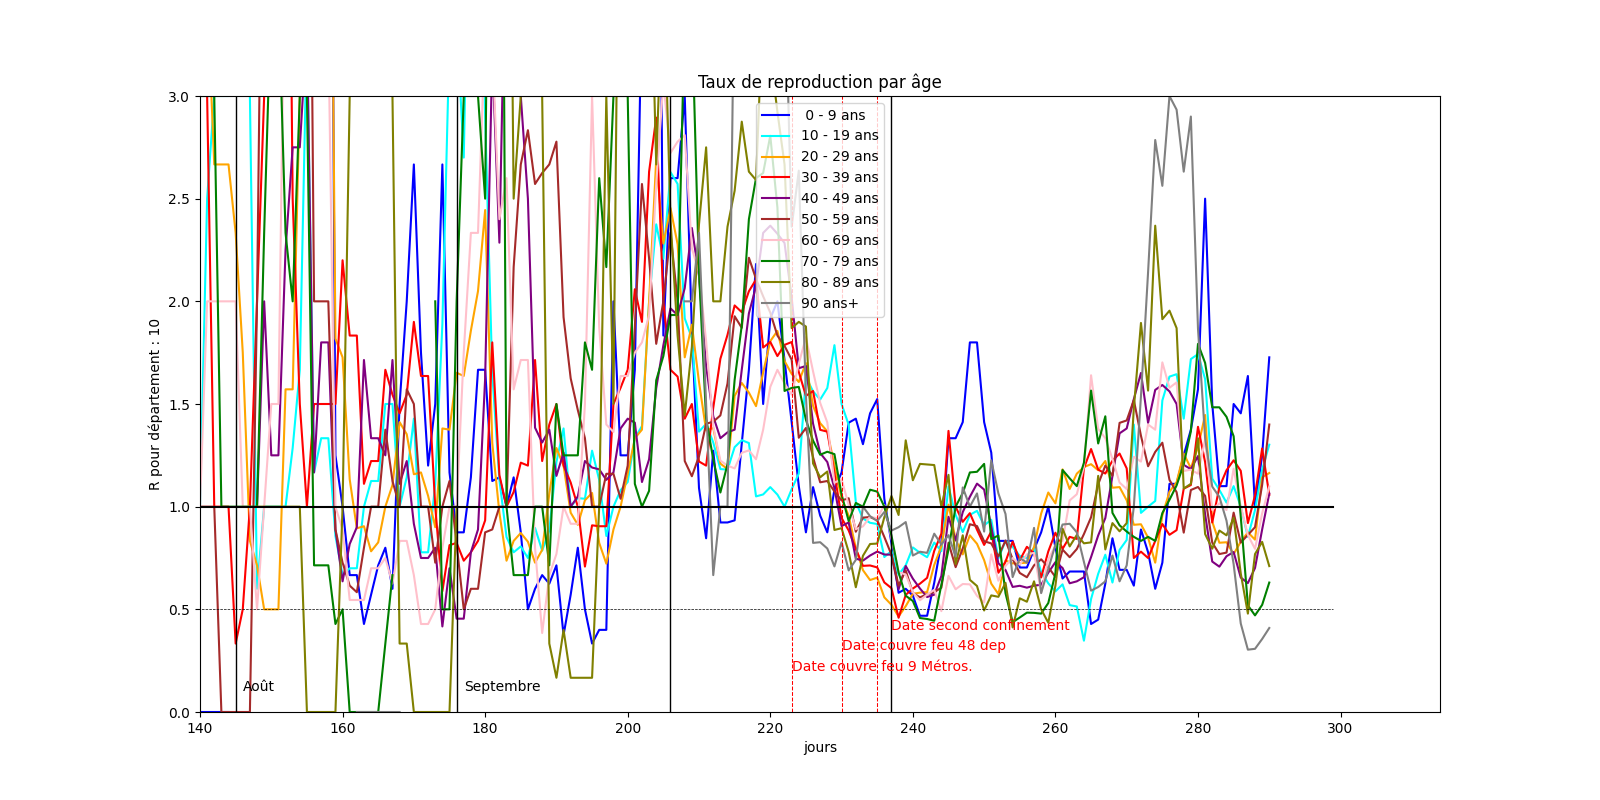 Taux de reproduction par âge
3.0
2.5
2.0
1.5
1.0
0.5
0.0
R pour département : 10
0 - 9 ans
10 - 19 ans
20 - 29 ans
30 - 39 ans
40 - 49 ans
50 - 59 ans
60 - 69 ans
70 - 79 ans
80 - 89 ans
90 ans+
Date second confinement
Date couvre feu 48 dep
Date couvre feu 9 Métros.
Août
Septembre
140 160 180 200 220 240 260 280 300
jours